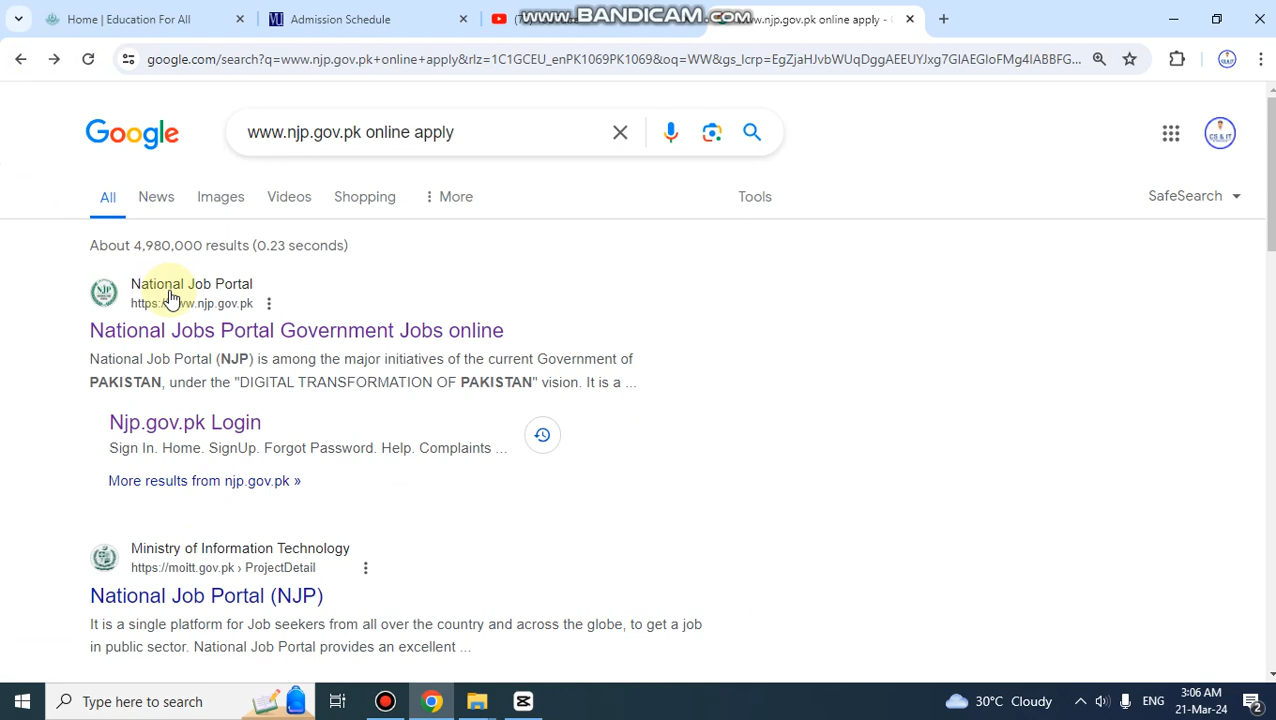 Home | Education For All
Admission Schedule
www.BANDICAM.com
www.njp.gov.pk online apply -
google.com/search?q=www.njp.gov.pk+online+apply&rlz=1C1GCEU_enPK1069PK1069&oq=WW&gs_lcrp=EgZjaHJvbWUqDggAEEUYJxg7GIAEGIoFMg4IABBFG...
Google
www.njp.gov.pk online apply
CS & IT
All
News
Images
Videos
Shopping
More
Tools
SafeSearch
About 4,980,000 results (0.23 seconds)
NJP
National Job Portal
https://www.njp.gov.pk
National Jobs Portal Government Jobs online
National Job Portal (NJP) is among the major initiatives of the current Government of
PAKISTAN, under the "DIGITAL TRANSFORMATION OF PAKISTAN" vision. It is a ...
Njp.gov.pk Login
Sign In. Home. SignUp. Forgot Password. Help. Complaints ...
More results from njp.gov.pk »
Ministry of Information Technology
https://moitt.gov.pk › ProjectDetail
National Job Portal (NJP)
It is a single platform for Job seekers from all over the country and across the globe, to get a job
in public sector. National Job Portal provides an excellent ...
Type here to search
30°C Cloudy
ENG
3:06 AM
21-Mar-24
2